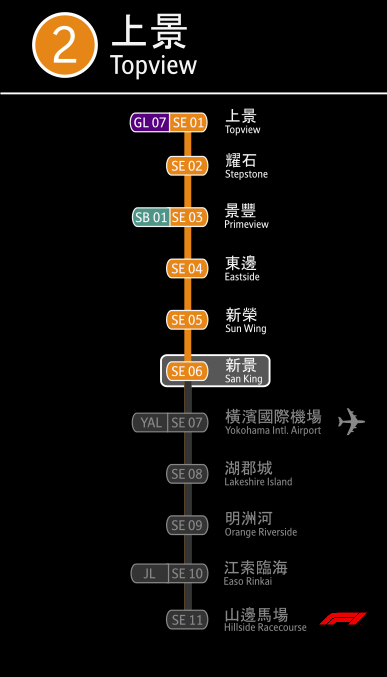 2 上景
Topview
GL 07 SE 01 上景
Topview
SE 02 耀石
Stepstone
SB 01 SE 03 景豐
Primeview
SE 04 東邊
Eastside
SE 05 新榮
Sun Wing
SE 06 新景
San King
YAL SE 07 橫濱國際機場
Yokohama Intl. Airport
SE 08 湖郡城
Lakeshire Island
SE 09 明洲河
Orange Riverside
JL SE 10 江索臨海
Easo Rinkai
SE 11 山邊馬場
Hillside Racecourse